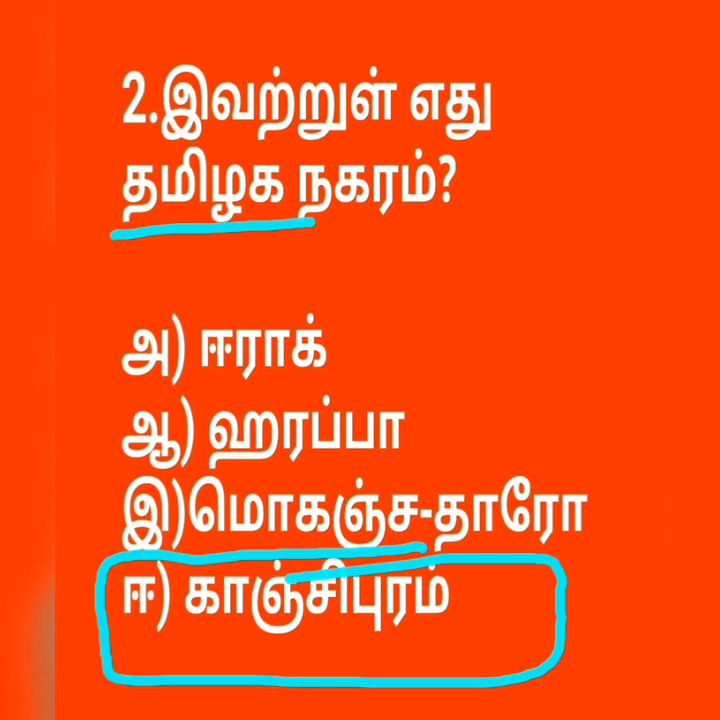 2.இவற்றுள் எது
தமிழக நகரம்?
அ) ஈராக்
ஆ) ஹரப்பா
இ)மொகஞ்ச-தாரோ
ஈ) காஞ்சிபுரம்